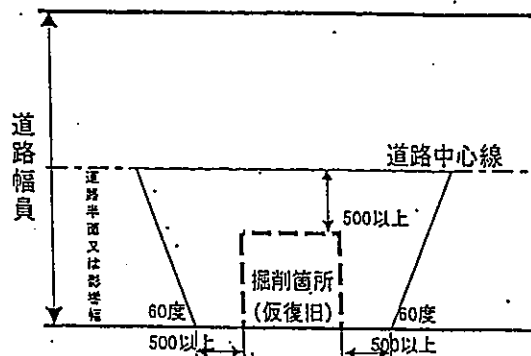 道路幅員
道路中心線
道路半面又は影響幅
500以上
掘削箇所
(仮復旧)
60度
60度
500以上
500以上